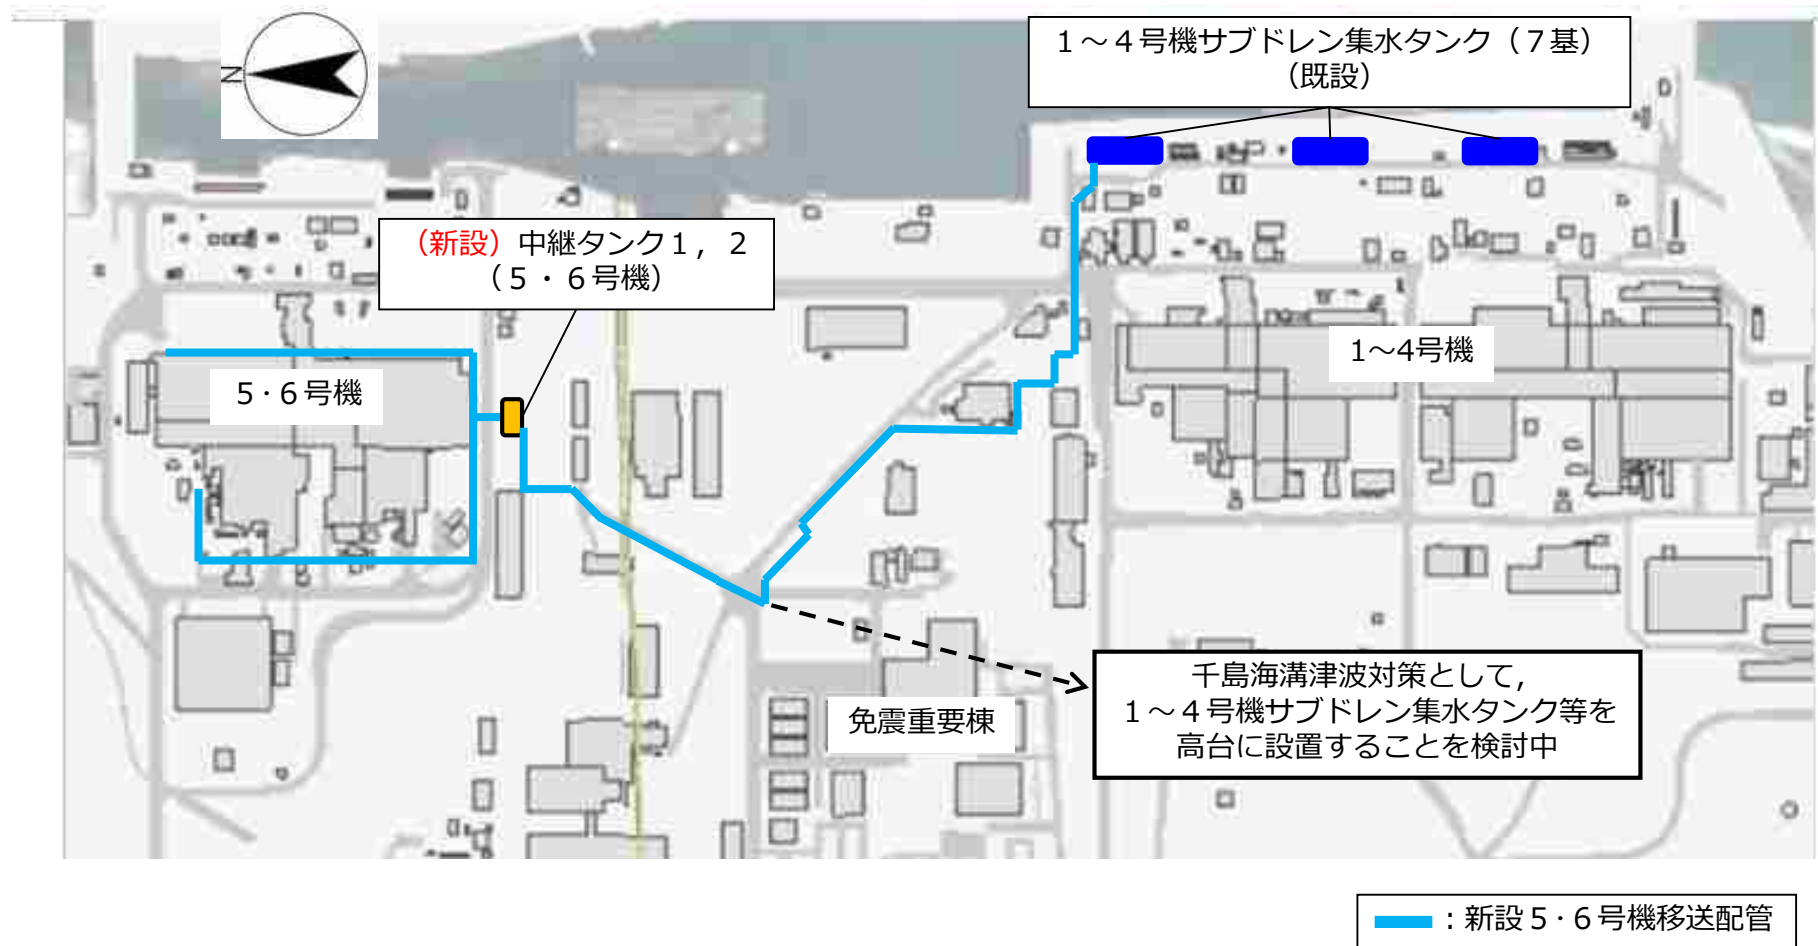 N
1～4号機サブドレン集水タンク（7基）
（既設）
（新設）中継タンク1，2
（5・6号機）
5・6号機
1～4号機
免震重要棟
千島海溝津波対策として，
1～4号機サブドレン集水タンク等を
高台に設置することを検討中
：新設5・6号機移送配管